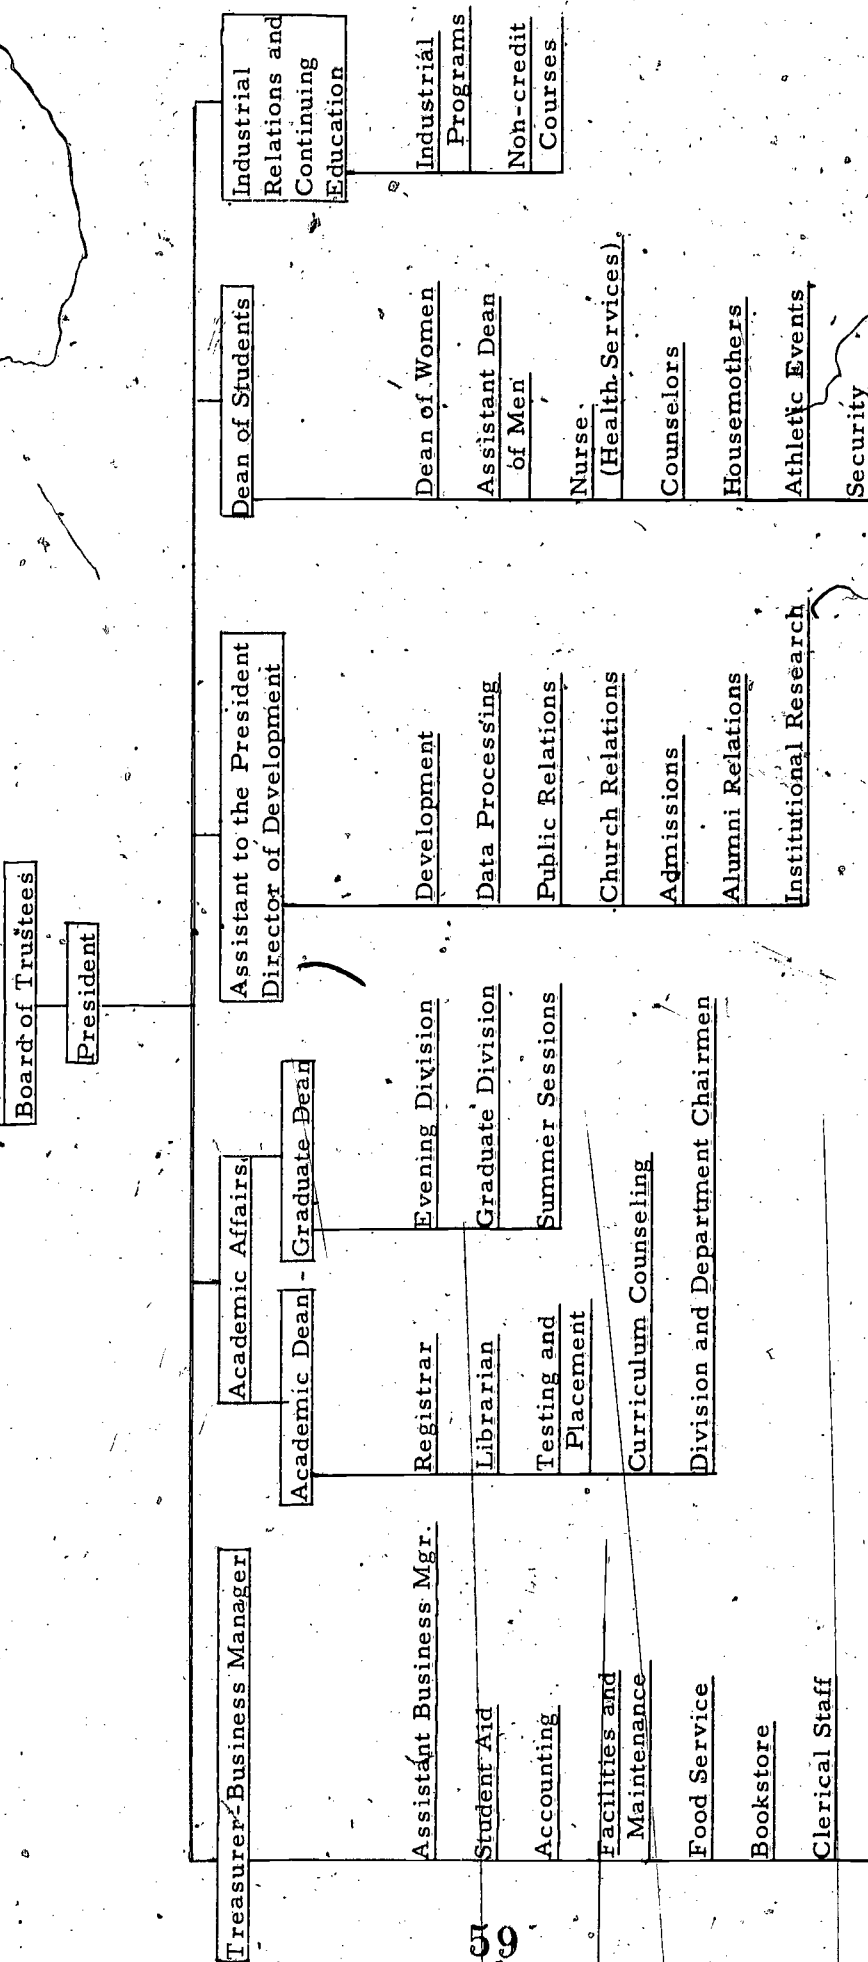 Board of Trustees
President
Treasurer-Business Manager
Assistant Business Mgr.
Student Aid
Accounting
Facilities and
Maintenance
Food Service
Bookstore
Clerical Staff
Academic Affairs
Academic Dean - Graduate Dean
Registrar
Librarian
Testing and
Placement
Curriculum Counseling
Division and Department Chairmen
Evening Division
Graduate Division
Summer Sessions
Assistant to the President
Director of Development
Development
Data Processing
Public Relations
Church Relations
Admissions
Alumni Relations
Institutional Research
Dean of Students
Dean of Women
Assistant Dean
of Men
Nurse
(Health Services)
Counselors
Housemothers
Athletic Events
Security
Industrial
Relations and
Continuing
Education
Industrial
Programs
Non-credit
Courses
59